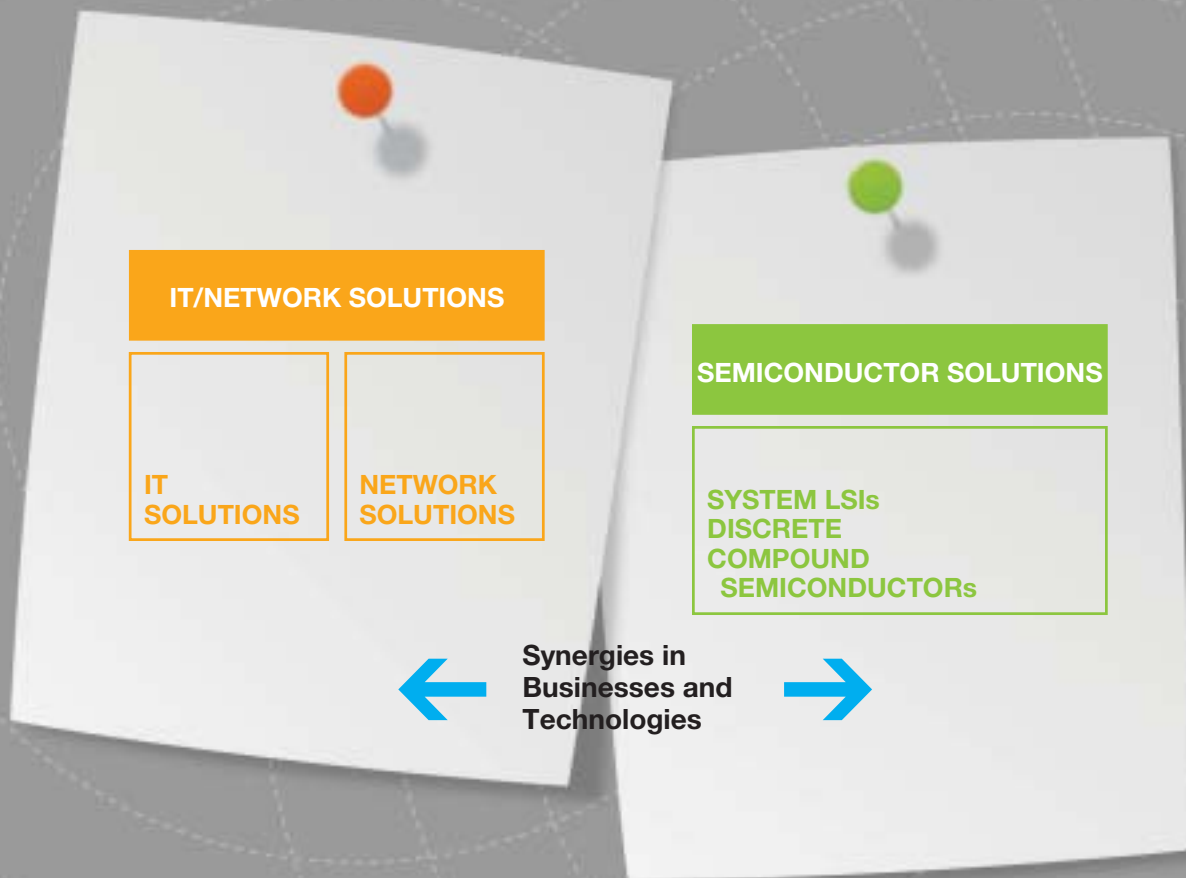 IT/NETWORK SOLUTIONS
IT
SOLUTIONS
NETWORK
SOLUTIONS
SEMICONDUCTOR SOLUTIONS
SYSTEM LSIs
DISCRETE
COMPOUND
SEMICONDUCTORs
Synergies in
Businesses and
Technologies